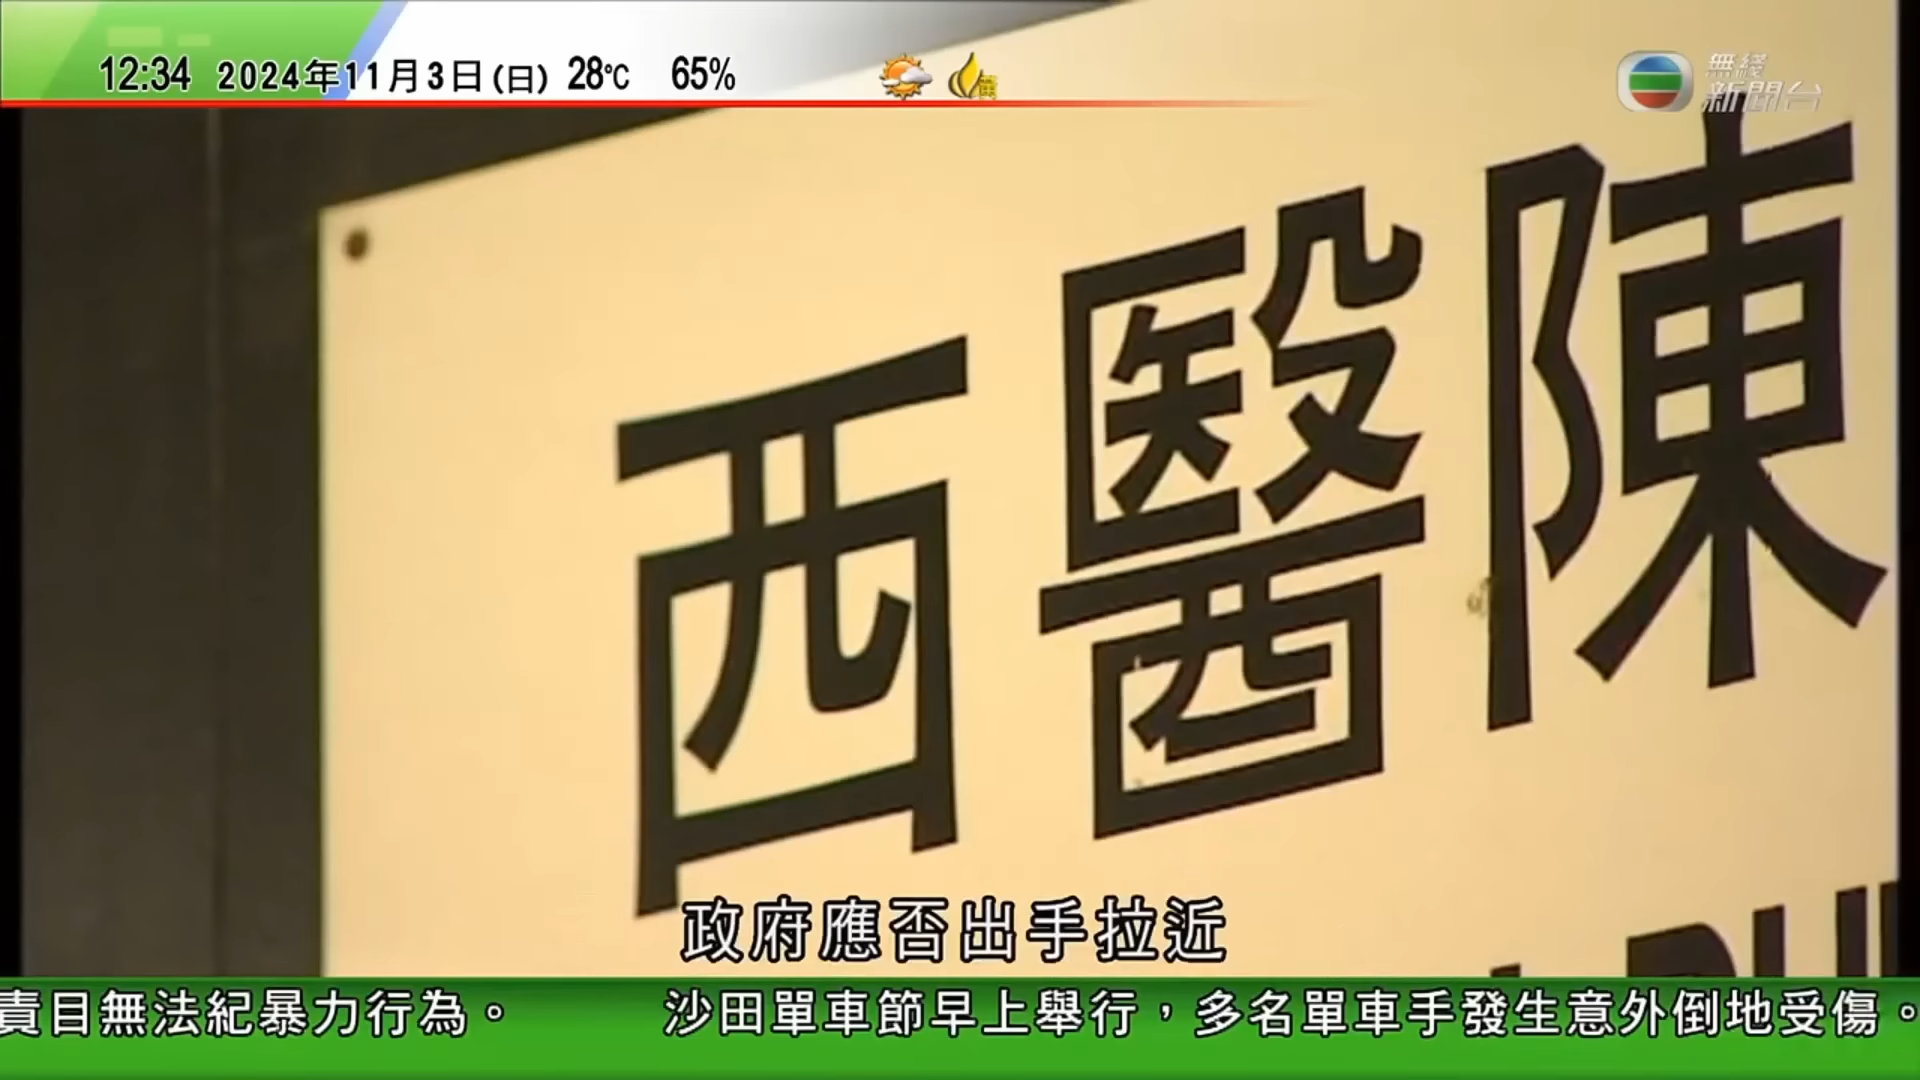 12:34 2024年11月3日(日) 28℃ 65%
黃
無綫
新聞台
西醫陳
政府應否出手拉近
責目無法紀暴力行為。 沙田單車節早上舉行，多名單車手發生意外倒地受傷。